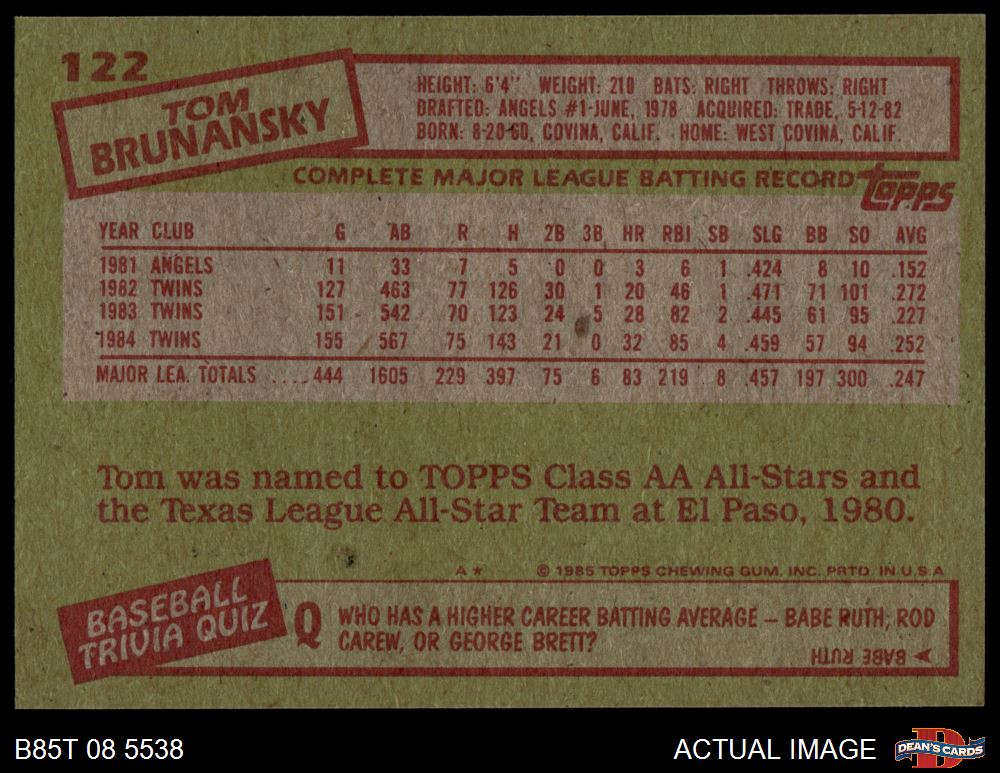 122
TOM
BRUNANSKY
HEIGHT: 6'4" WEIGHT: 210 BATS: RIGHT THROWS: RIGHT
DRAFTED: ANGELS #1-JUNE, 1978 ACQUIRED: TRADE, 5-12-82
BORN: 8-20-60, COVINA, CALIF. HOME: WEST COVINA, CALIF.
COMPLETE MAJOR LEAGUE BATTING RECORD
TOPPS
YEAR CLUB G AB R H 2B 3B HR RBI SB SLG BB SO AVG
1981 ANGELS 11 33 7 5 0 0 3 6 1 .424 8 10 .152
1982 TWINS 127 463 77 126 30 1 20 46 1 .471 71 101 .272
1983 TWINS 151 542 70 123 24 5 28 82 2 .445 61 95 .227
1984 TWINS 155 567 75 143 21 0 32 85 4 .459 57 94 .252
MAJOR LEA. TOTALS ....444 1605 229 397 75 6 83 219 8 .457 197 300 .247
Tom was named to TOPPS Class AA All-Stars and
the Texas League All-Star Team at El Paso, 1980.
A* © 1985 TOPPS CHEWING GUM, INC. PRTD. IN U.S.A
BASEBALL
TRIVIA QUIZ
Q WHO HAS A HIGHER CAREER BATTING AVERAGE – BABE RUTH, ROD
CAREW, OR GEORGE BRETT?
BABE RUTH
B85T 08 5538
ACTUAL IMAGE
D
DEAN'S CARDS